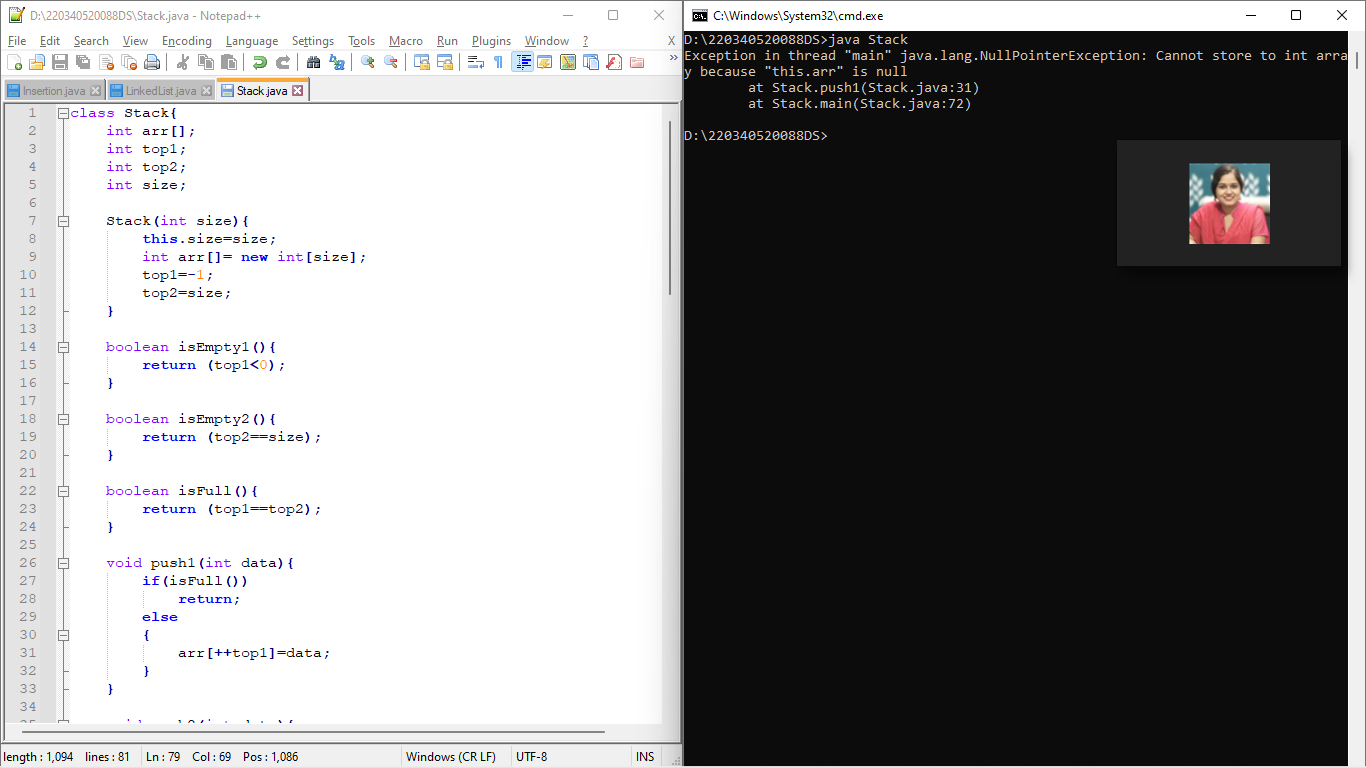 D:\220340520088DS\Stack.java - Notepad++
File Edit Search View Encoding Language Settings Tools Macro Run Plugins Window ? X
Insertion.java LinkedList.java Stack.java
1 class Stack{
2 int arr[];
3 int top1;
4 int top2;
5 int size;
6
7 Stack(int size){
8 this.size=size;
9 int arr[]= new int[size];
10 top1=-1;
11 top2=size;
12 }
13
14 boolean isEmpty1(){
15 return (top1<0);
16 }
17
18 boolean isEmpty2(){
19 return (top2==size);
20 }
21
22 boolean isFull(){
23 return (top1==top2);
24 }
25
26 void push1(int data){
27 if(isFull())
28 return;
29 else
30 {
31 arr[++top1]=data;
32 }
33 }
34
length : 1,094 lines : 81 Ln : 79 Col : 69 Pos : 1,086 Windows (CR LF) UTF-8 INS
C:\Windows\System32\cmd.exe
D:\220340520088DS>java Stack
Exception in thread "main" java.lang.NullPointerException: Cannot store to int arra
y because "this.arr" is null
at Stack.push1(Stack.java:31)
at Stack.main(Stack.java:72)
D:\220340520088DS>